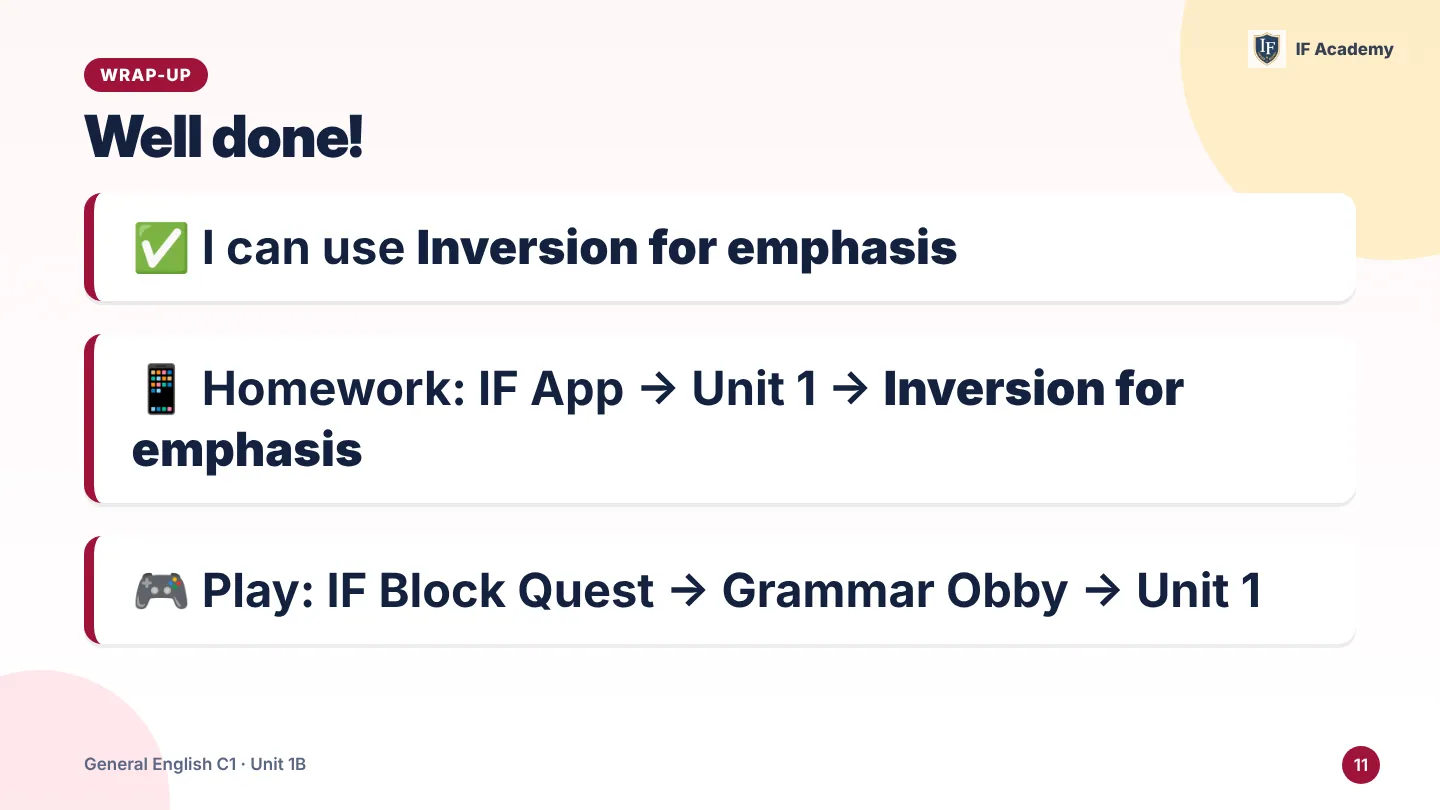 IF IF Academy
WRAP-UP
Well done!
✅ I can use Inversion for emphasis
📱 Homework: IF App → Unit 1 → Inversion for
emphasis
🎮 Play: IF Block Quest → Grammar Obby → Unit 1
General English C1 · Unit 1B
11